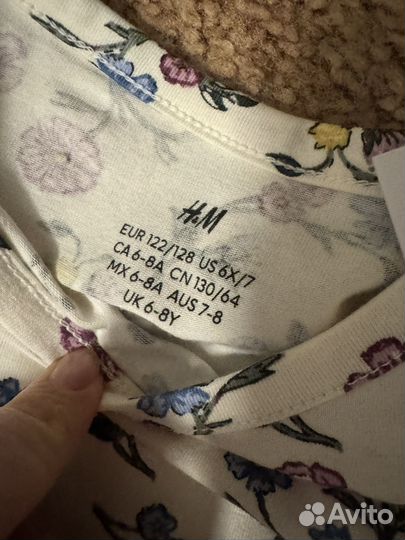 H&M
EUR 122/128 US 6X/7
CA 6-8A CN 130/64
MX 6-8A AUS 7-8
UK 6-8Y
Avito